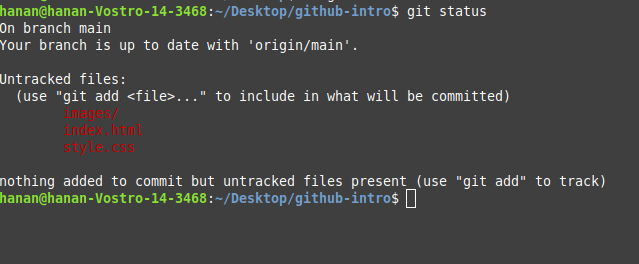 hanan@hanan-Vostro-14-3468:~/Desktop/github-intro$ git status
On branch main
Your branch is up to date with 'origin/main'.
Untracked files:
(use "git add <file>..." to include in what will be committed)
images/
index.html
style.css
nothing added to commit but untracked files present (use "git add" to track)
hanan@hanan-Vostro-14-3468:~/Desktop/github-intro$